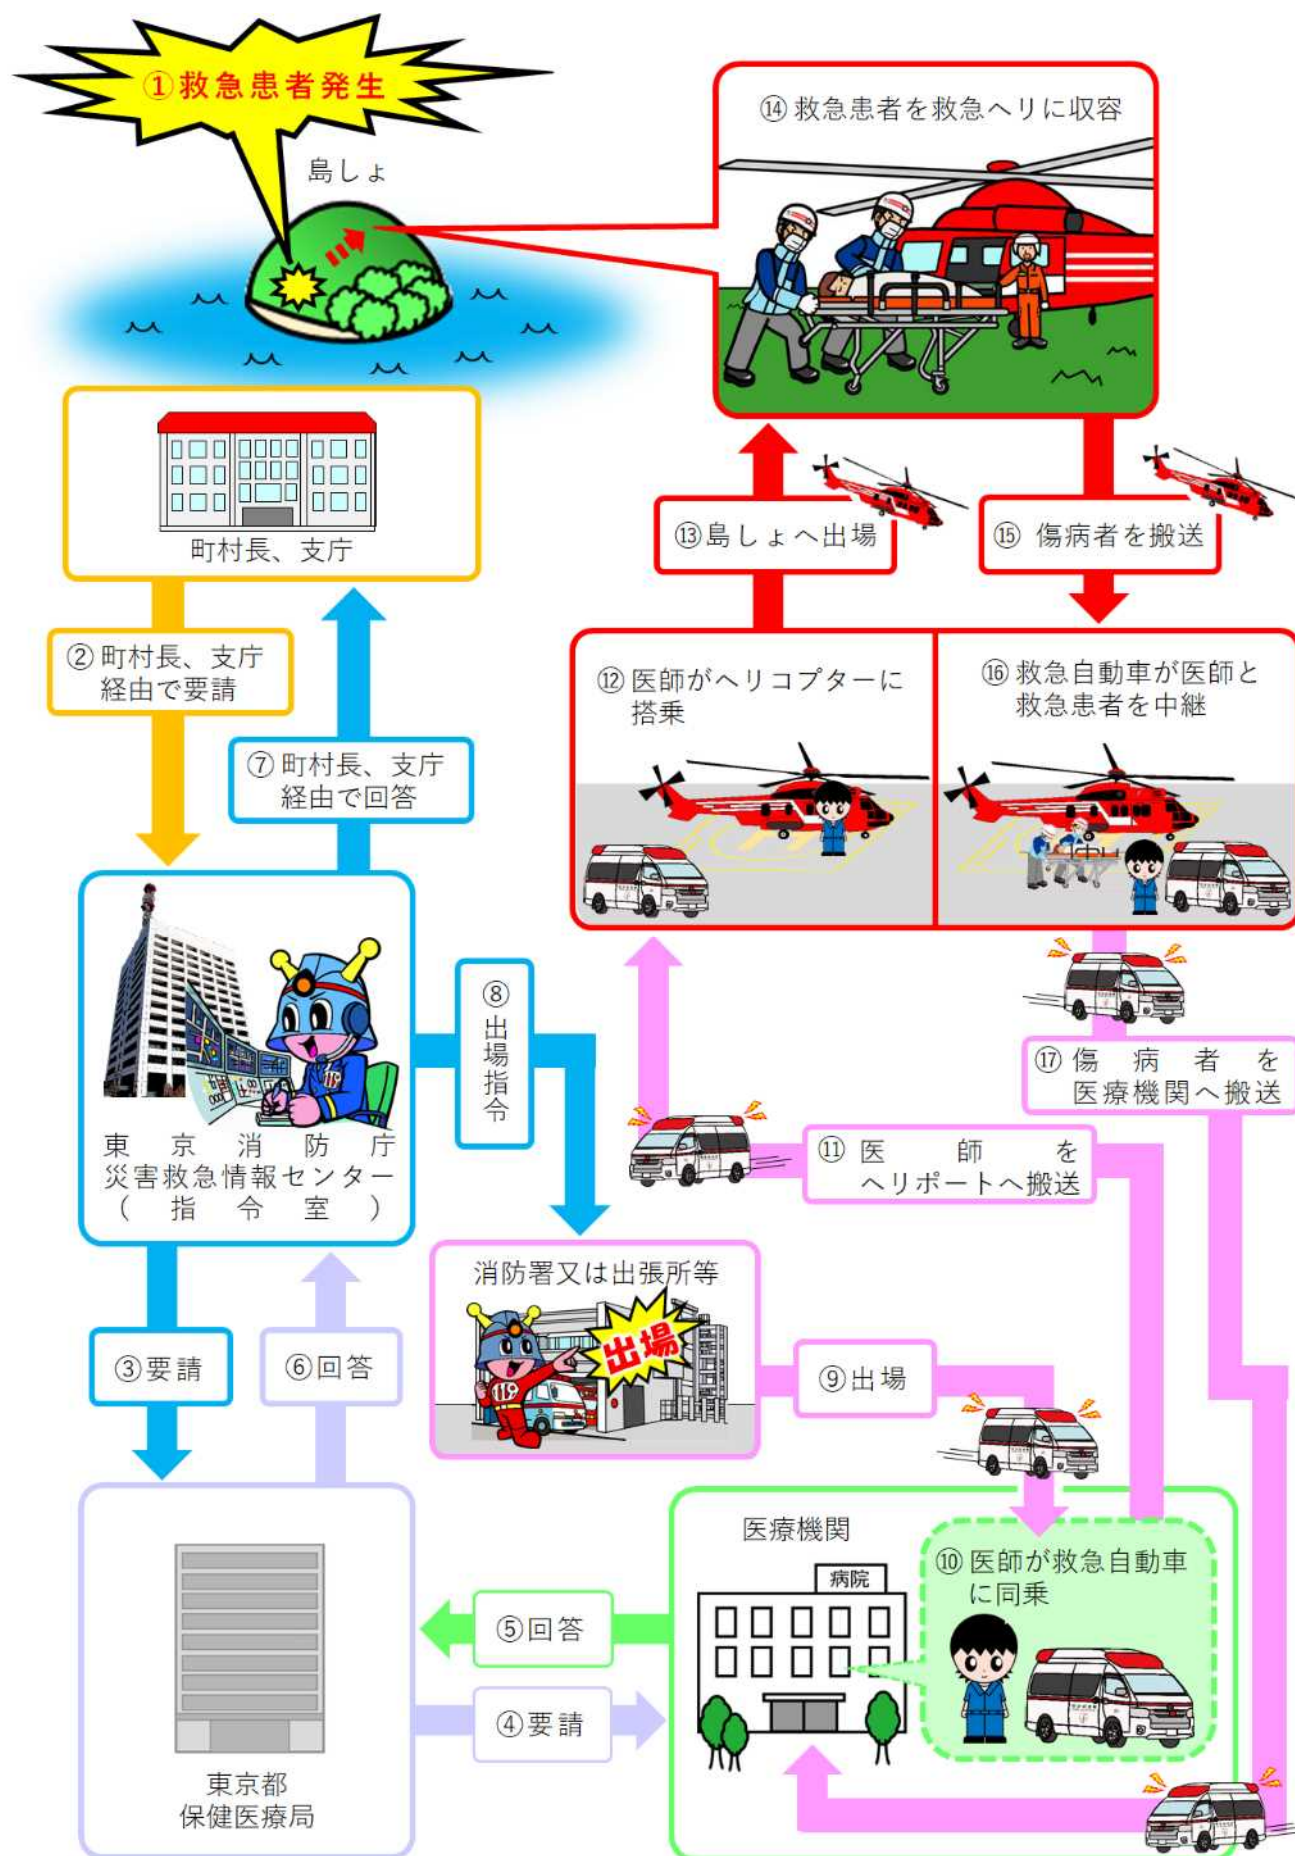 ①救急患者発生
島しょ
町村長、支庁
②町村長、支庁
経由で要請
⑦町村長、支庁
経由で回答
東京消防庁
災害救急情報センター
(指令室)
③要請
⑥回答
東京都
保健医療局
④要請
⑤回答
⑧出場指令
消防署又は出張所等
出場
119
⑨出場
医療機関
病院
⑩医師が救急自動車
に同乗
⑪医師を
ヘリポートへ搬送
⑫医師がヘリコプターに
搭乗
⑬島しょへ出場
⑭救急患者を救急ヘリに収容
⑮傷病者を搬送
⑯救急自動車が医師と
救急患者を中継
⑰傷病者を
医療機関へ搬送